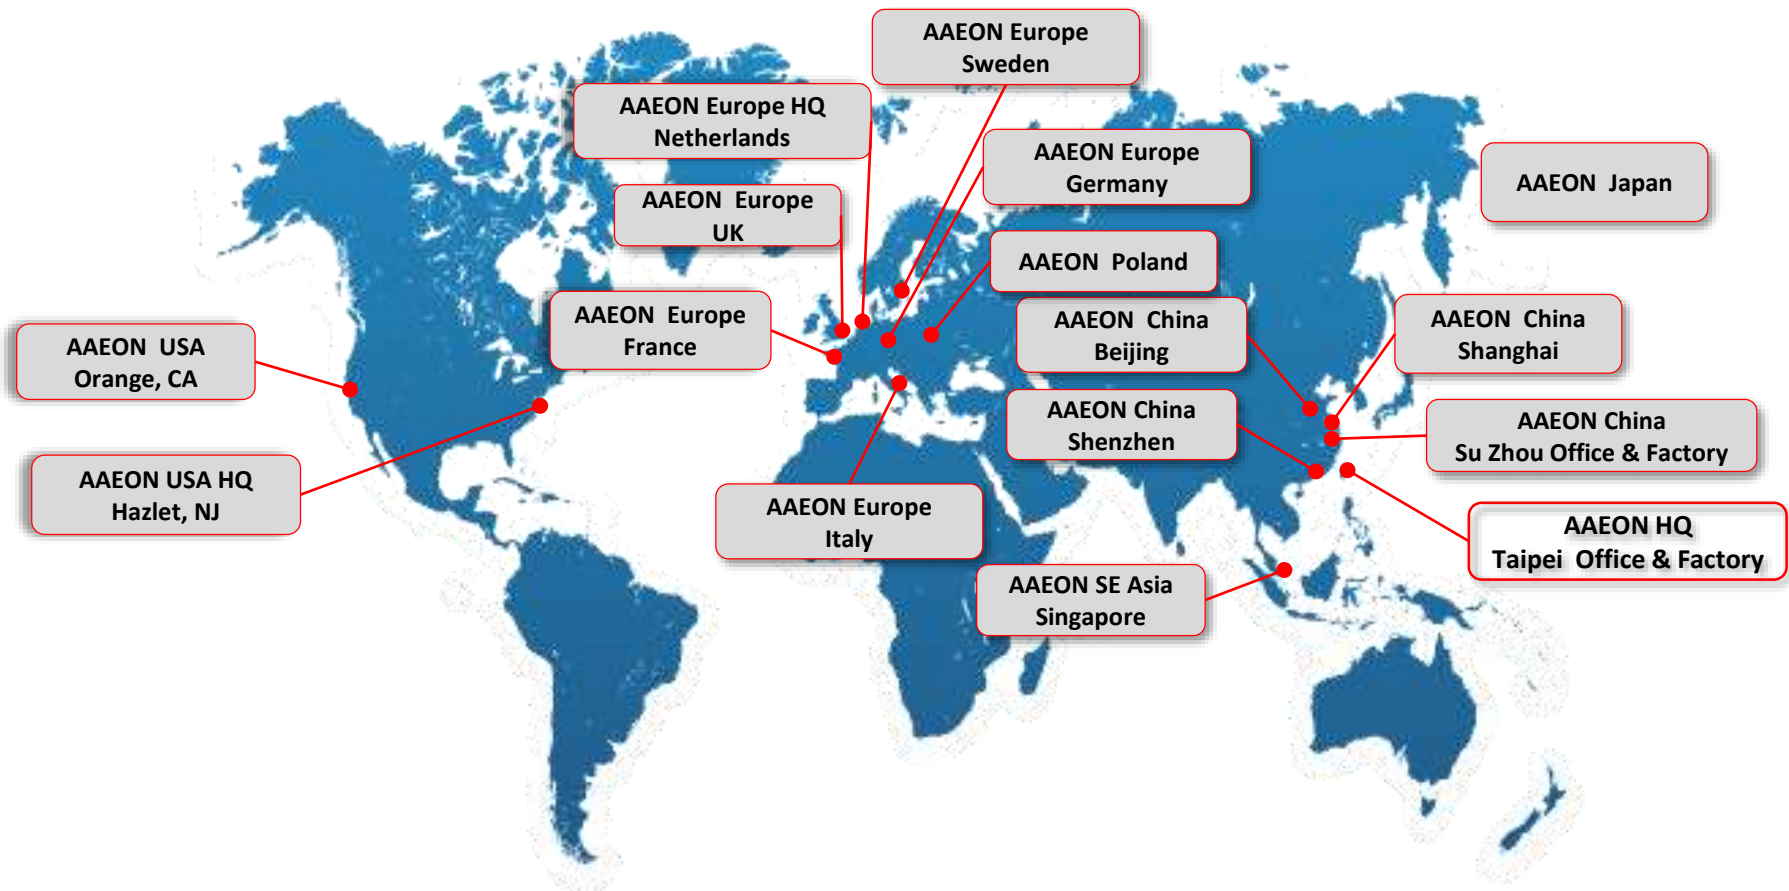 AAEON Europe
Sweden
AAEON Europe HQ
Netherlands
AAEON Europe
Germany
AAEON Japan
AAEON Europe
UK
AAEON Poland
AAEON Europe
France
AAEON China
Beijing
AAEON China
Shanghai
AAEON USA
Orange, CA
AAEON China
Shenzhen
AAEON China
Su Zhou Office & Factory
AAEON USA HQ
Hazlet, NJ
AAEON Europe
Italy
AAEON HQ
Taipei Office & Factory
AAEON SE Asia
Singapore